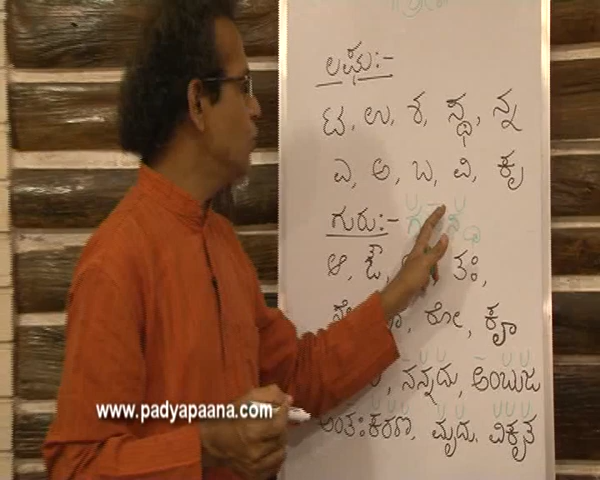 ಲಘು:-
ಟ, ಉ, ಶ, ಸ್ಥ, ನ್ನ
ಎ, ಅ, ಬ, ವಿ, ಕೃ
ಗುರು:-
ಆ, ಔ, ತಃ,
ರೋ, ಕೄ
ನನ್ನದು, ಅಂಬುಜ
ಅಂತಃಕರಣ, ಮೃದು, ವಿಕೃತ
www.padyapaana.com